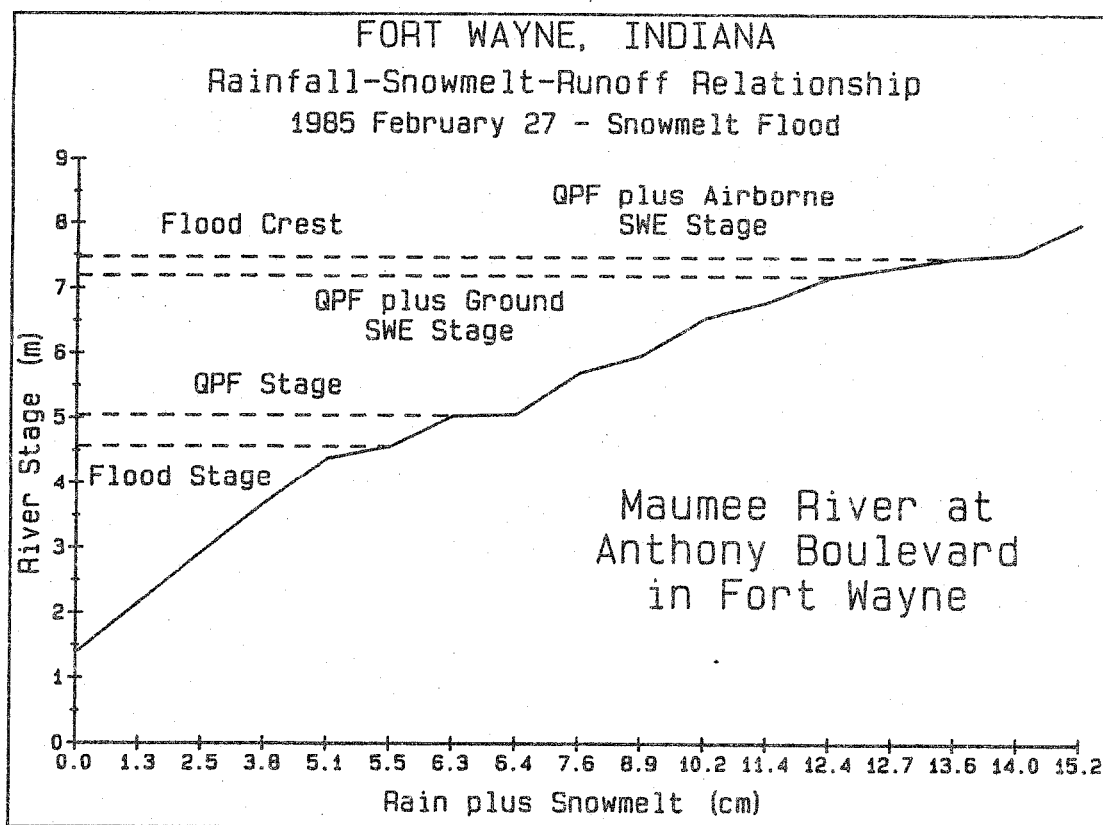 FORT WAYNE, INDIANA
Rainfall-Snowmelt-Runoff Relationship
1985 February 27 - Snowmelt Flood
QPF plus Airborne
SWE Stage
Flood Crest
QPF plus Ground
SWE Stage
QPF Stage
Flood Stage
Maumee River at
Anthony Boulevard
in Fort Wayne
River Stage (m)
9
8
7
6
5
4
3
2
1
0
0.0 1.3 2.5 3.8 5.1 5.5 6.3 6.4 7.6 8.9 10.2 11.4 12.4 12.7 13.6 14.0 15.2
Rain plus Snowmelt (cm)